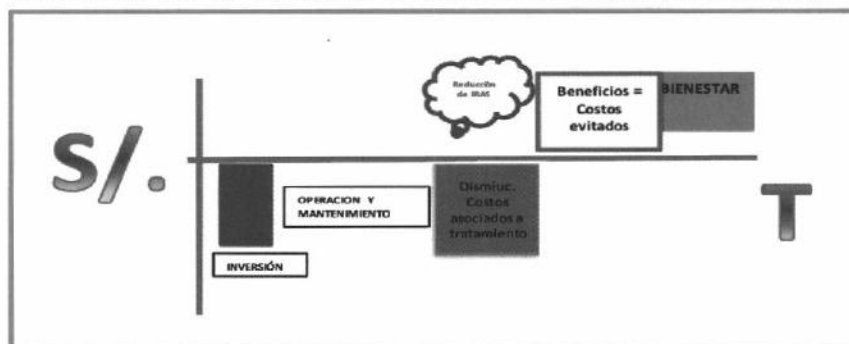 Reducción
de IRAS
Beneficios =
Costos
evitados
BIENESTAR
S/.
OPERACION Y
MANTENIMIENTO
Dismiuc.
Costos
asociados a
tratamiento
T
INVERSIÓN